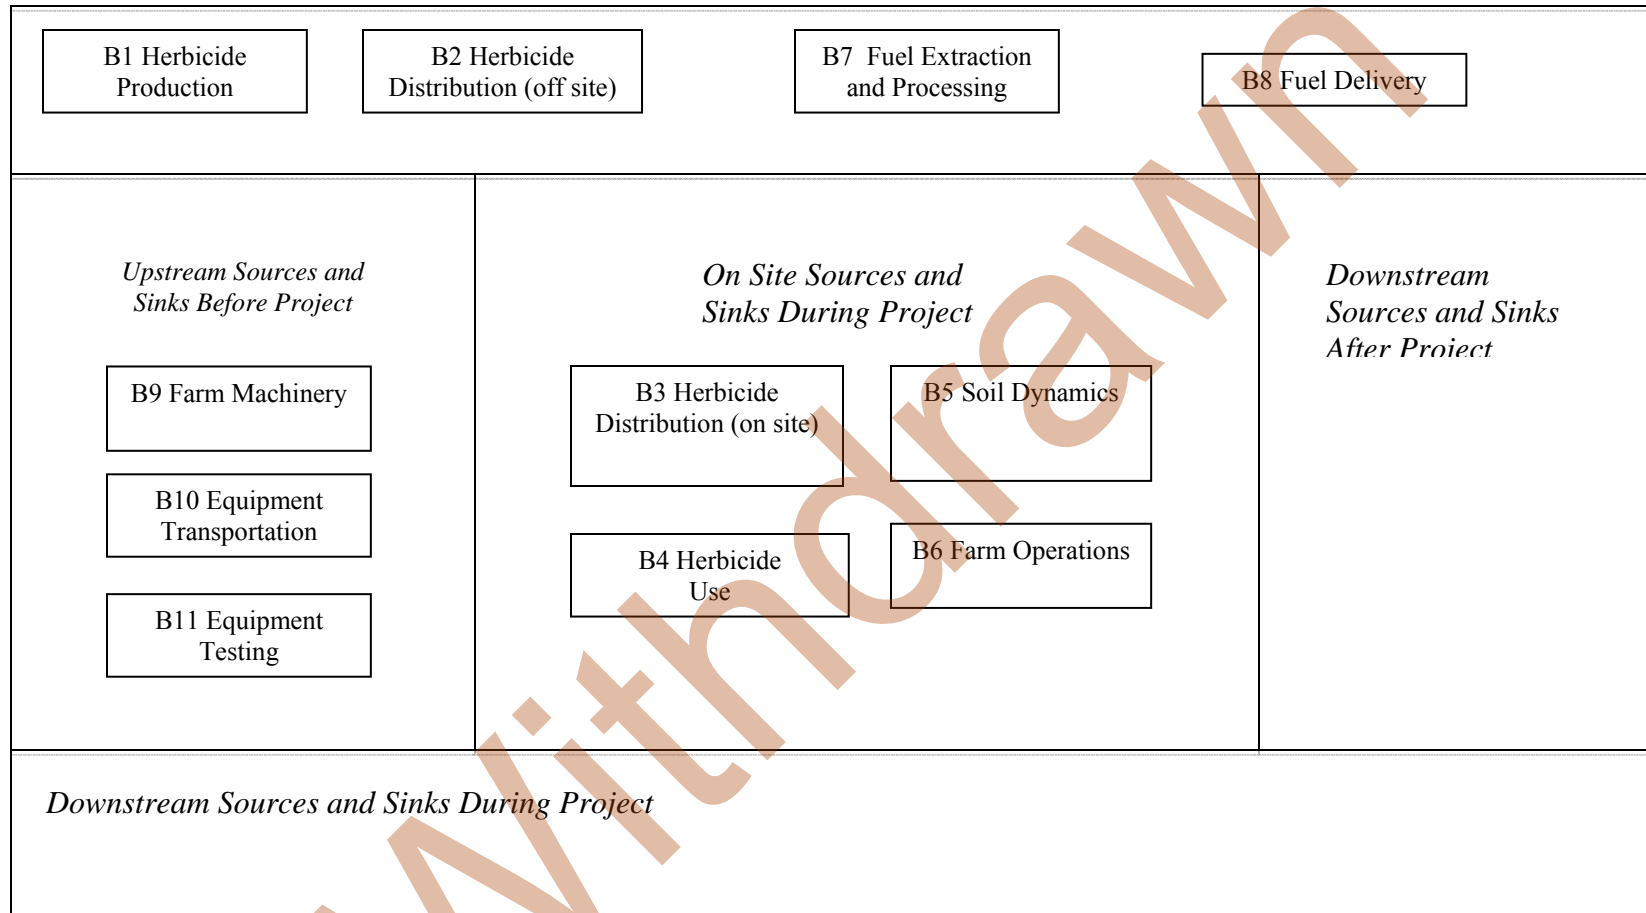 B1 Herbicide
Production
B2 Herbicide
Distribution (off site)
B7 Fuel Extraction
and Processing
B8 Fuel Delivery
Upstream Sources and
Sinks Before Project
On Site Sources and
Sinks During Project
Downstream
Sources and Sinks
After Project
B9 Farm Machinery
B10 Equipment
Transportation
B11 Equipment
Testing
B3 Herbicide
Distribution (on site)
B5 Soil Dynamics
B4 Herbicide
Use
B6 Farm Operations
Downstream Sources and Sinks During Project
Withdrawn